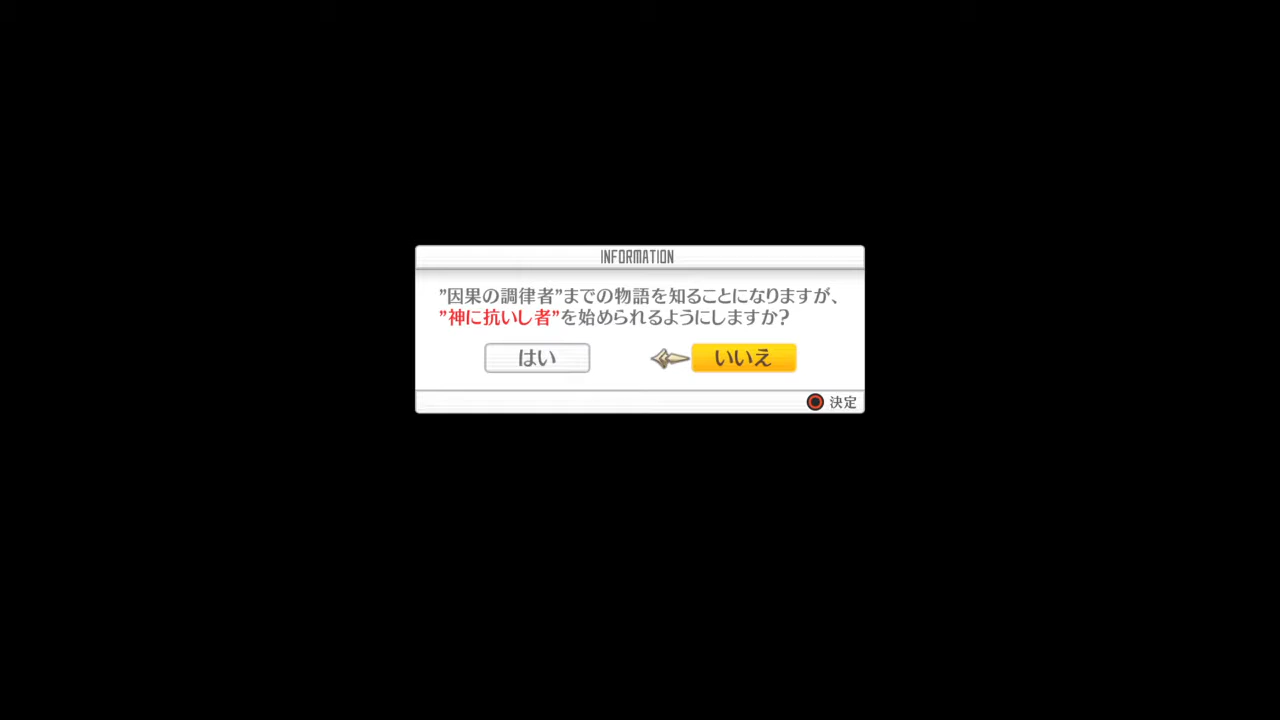 INFORMATION
”因果の調律者”までの物語を知ることになりますが、
”神に抗いし者”を始められるようにしますか？
はい
いいえ
決定